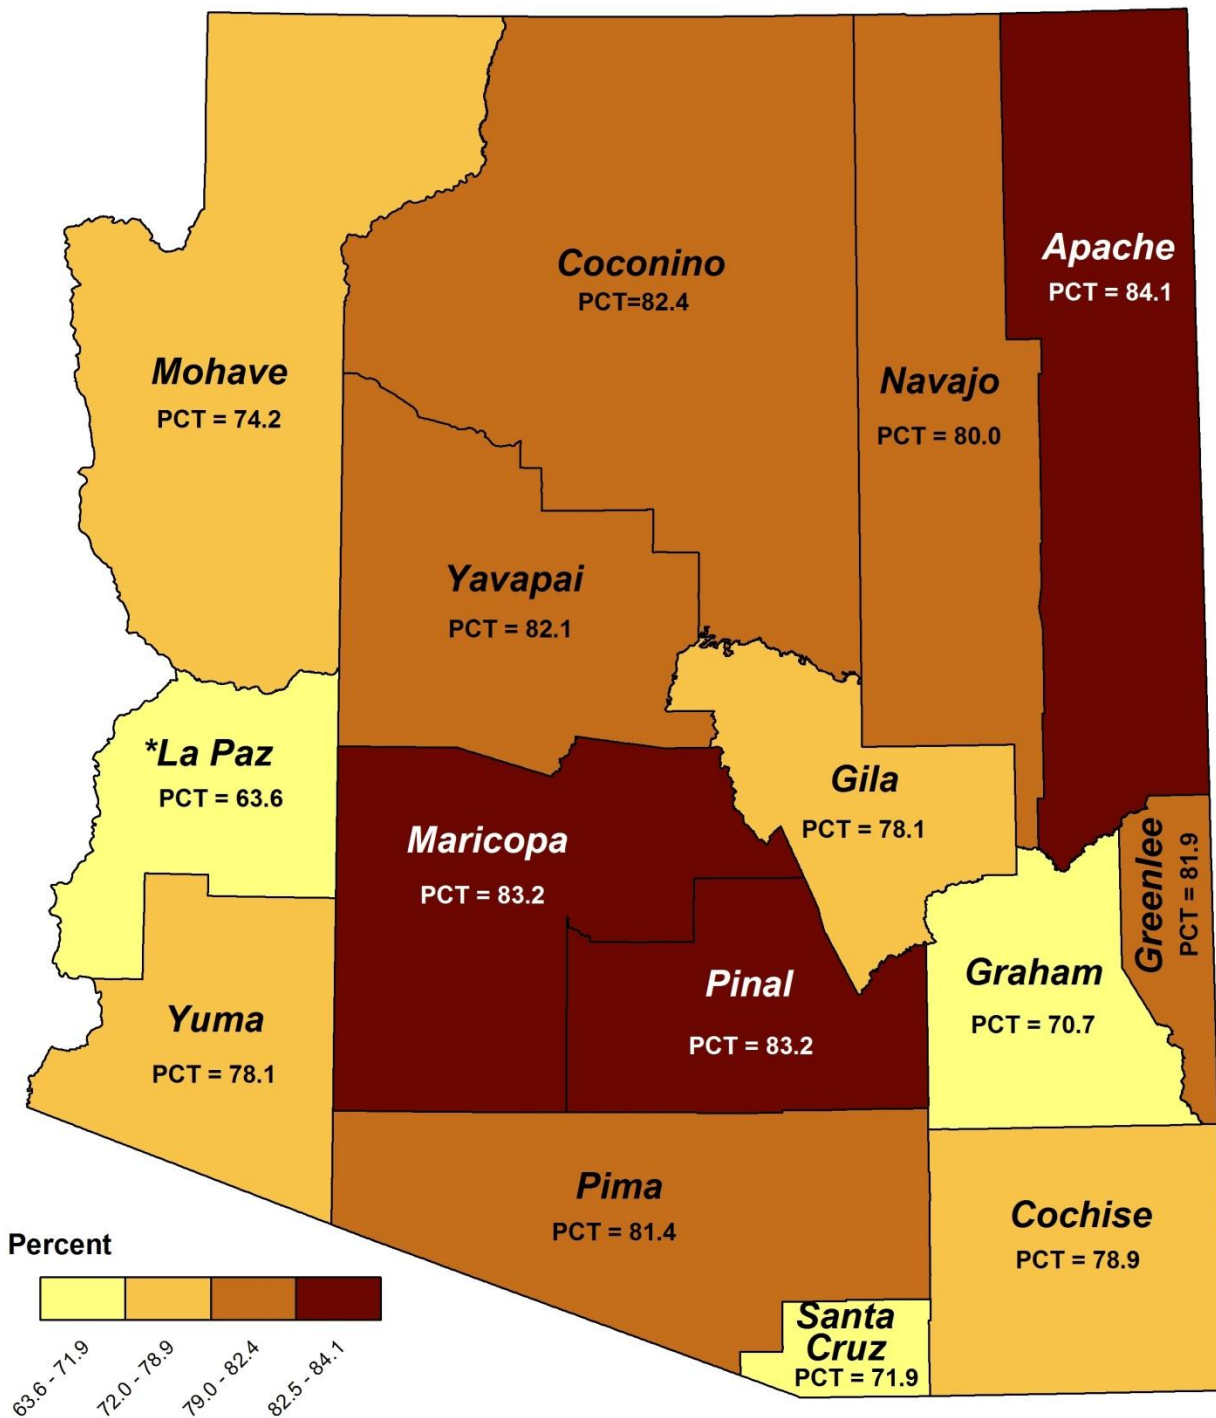 Coconino
PCT=82.4
Apache
PCT = 84.1
Mohave
PCT = 74.2
Navajo
PCT = 80.0
Yavapai
PCT = 82.1
*La Paz
PCT = 63.6
Gila
PCT = 78.1
Maricopa
PCT = 83.2
Greenlee
PCT = 81.9
Graham
PCT = 70.7
Pinal
PCT = 83.2
Yuma
PCT = 78.1
Pima
PCT = 81.4
Cochise
PCT = 78.9
Santa
Cruz
PCT = 71.9
Percent
63.6 - 71.9
72.0 - 78.9
79.0 - 82.4
82.5 - 84.1